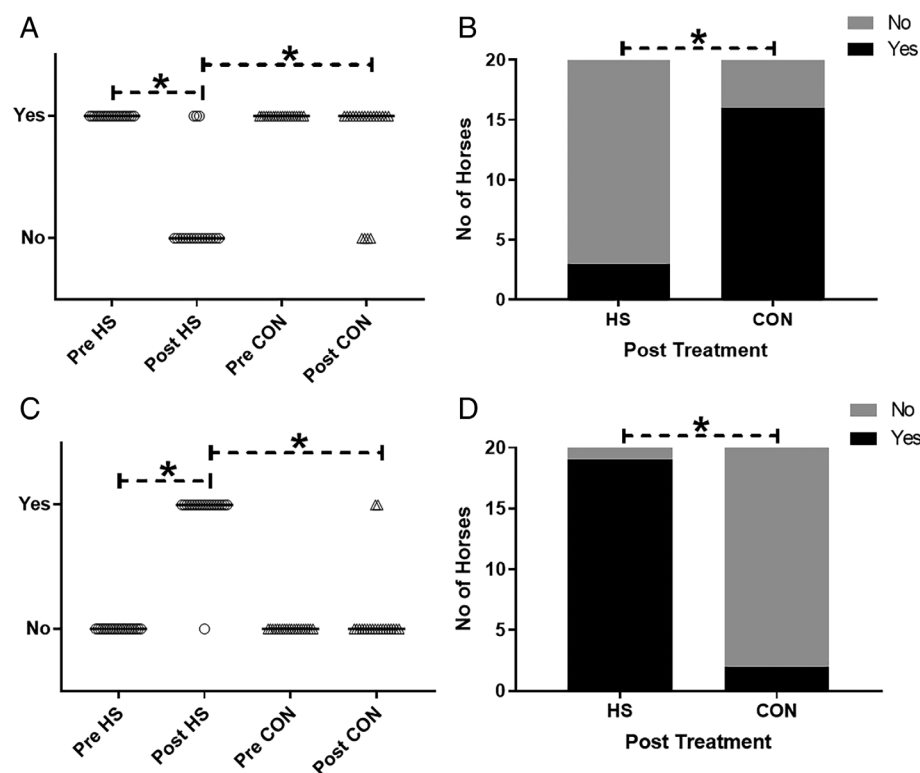 A
*
*
Yes
No
Pre HS
Post HS
Pre CON
Post CON
B
No
Yes
*
20
15
10
5
0
No of Horses
HS
CON
Post Treatment
C
*
*
Yes
No
Pre HS
Post HS
Pre CON
Post CON
D
No
Yes
*
20
15
10
5
0
No of Horses
HS
CON
Post Treatment